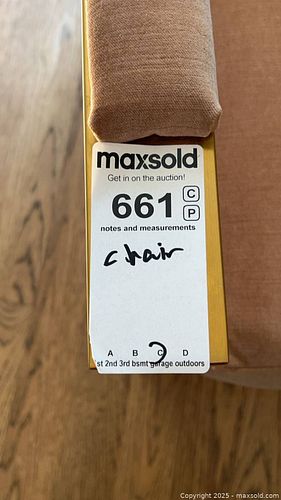 maxsold
Get in on the auction!
661 C
P
notes and measurements
chair
A B C D
st 2nd 3rd bsmt garage outdoors
Copyright © 2025 - maxsold.com